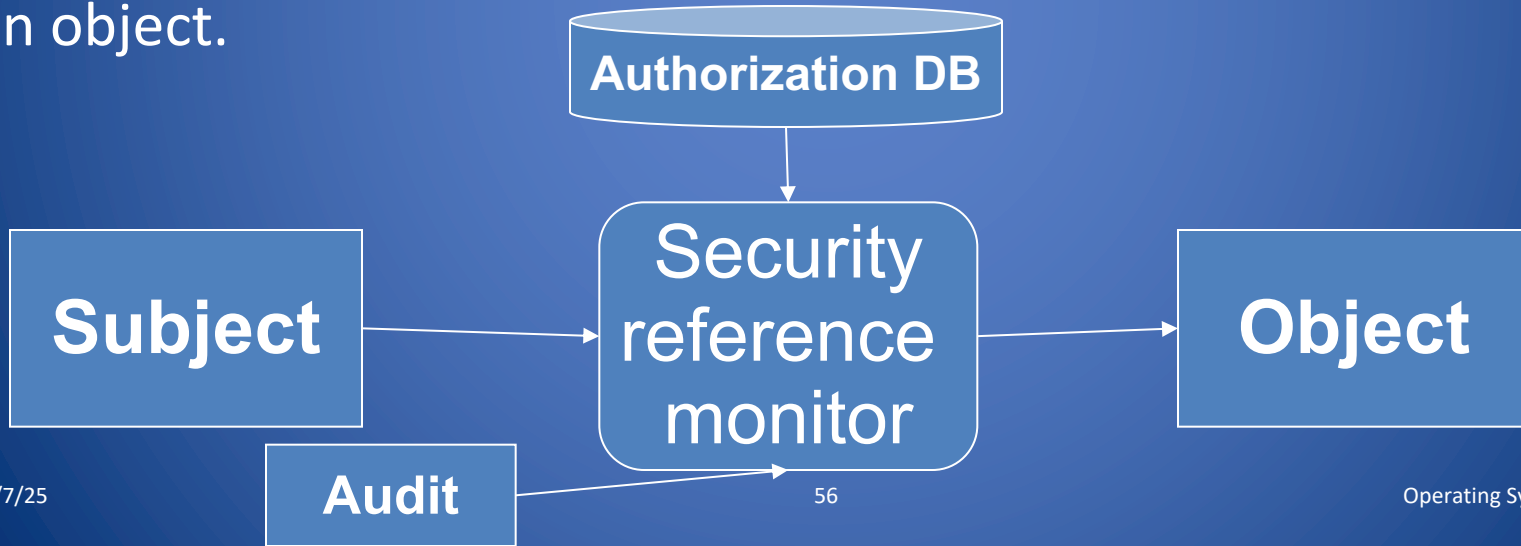 n object.
Authorization DB
Subject
Security
reference
monitor
Object
Audit
/7/25
56
Operating Sy